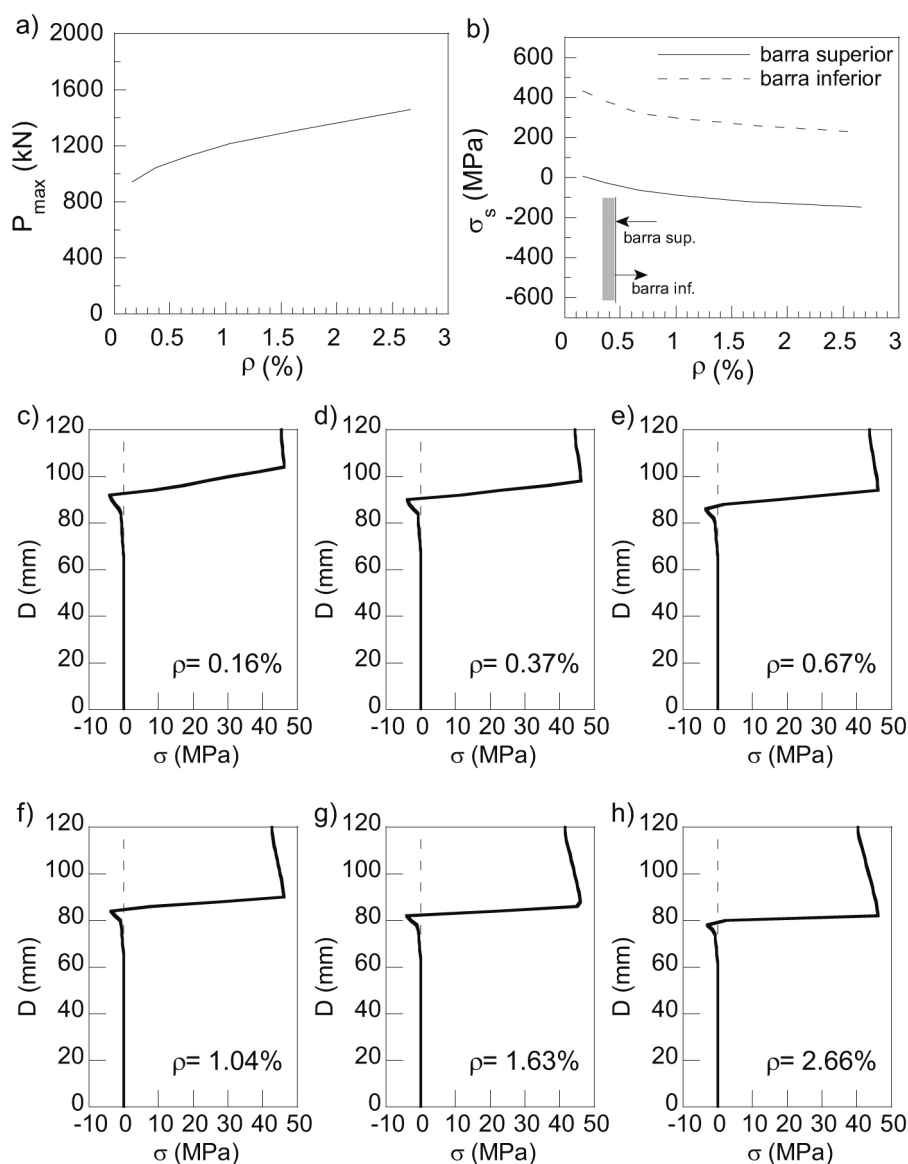 a)
2000
1600
1200
800
400
0
P_max (kN)
0 0.5 1 1.5 2 2.5 3
ρ (%)
b)
600
400
200
0
-200
-400
-600
σ_s (MPa)
barra superior
barra inferior
barra sup.
barra inf.
0 0.5 1 1.5 2 2.5 3
ρ (%)
c)
120
100
80
60
40
20
0
D (mm)
ρ= 0.16%
-10 0 10 20 30 40 50
σ (MPa)
d)
120
100
80
60
40
20
0
D (mm)
ρ= 0.37%
-10 0 10 20 30 40 50
σ (MPa)
e)
120
100
80
60
40
20
0
D (mm)
ρ= 0.67%
-10 0 10 20 30 40 50
σ (MPa)
f)
120
100
80
60
40
20
0
D (mm)
ρ= 1.04%
-10 0 10 20 30 40 50
σ (MPa)
g)
120
100
80
60
40
20
0
D (mm)
ρ= 1.63%
-10 0 10 20 30 40 50
σ (MPa)
h)
120
100
80
60
40
20
0
D (mm)
ρ= 2.66%
-10 0 10 20 30 40 50
σ (MPa)